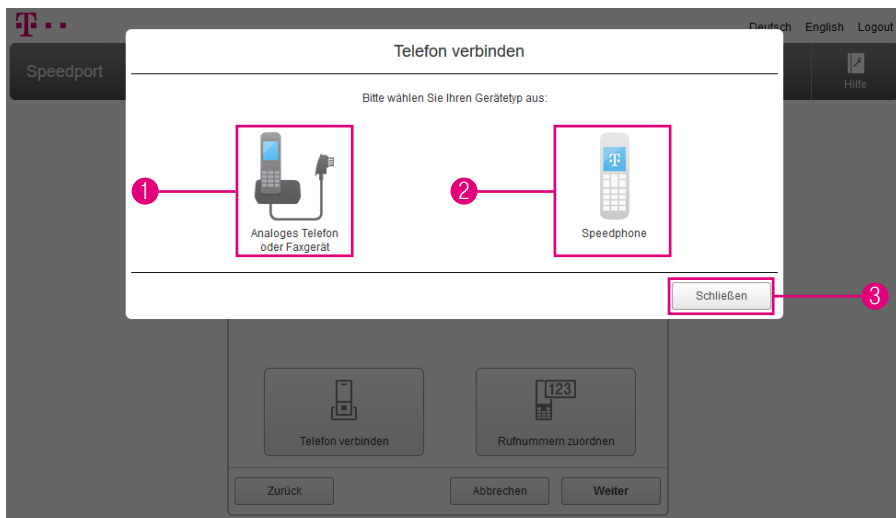 Deutsch English Logout
Speedport
Hilfe
Telefon verbinden
Bitte wählen Sie Ihren Gerätetyp aus:
1
Analoges Telefon
oder Faxgerät
2
T
Speedphone
Schließen
3
123
Telefon verbinden
Rufnummern zuordnen
Zurück
Abbrechen
Weiter